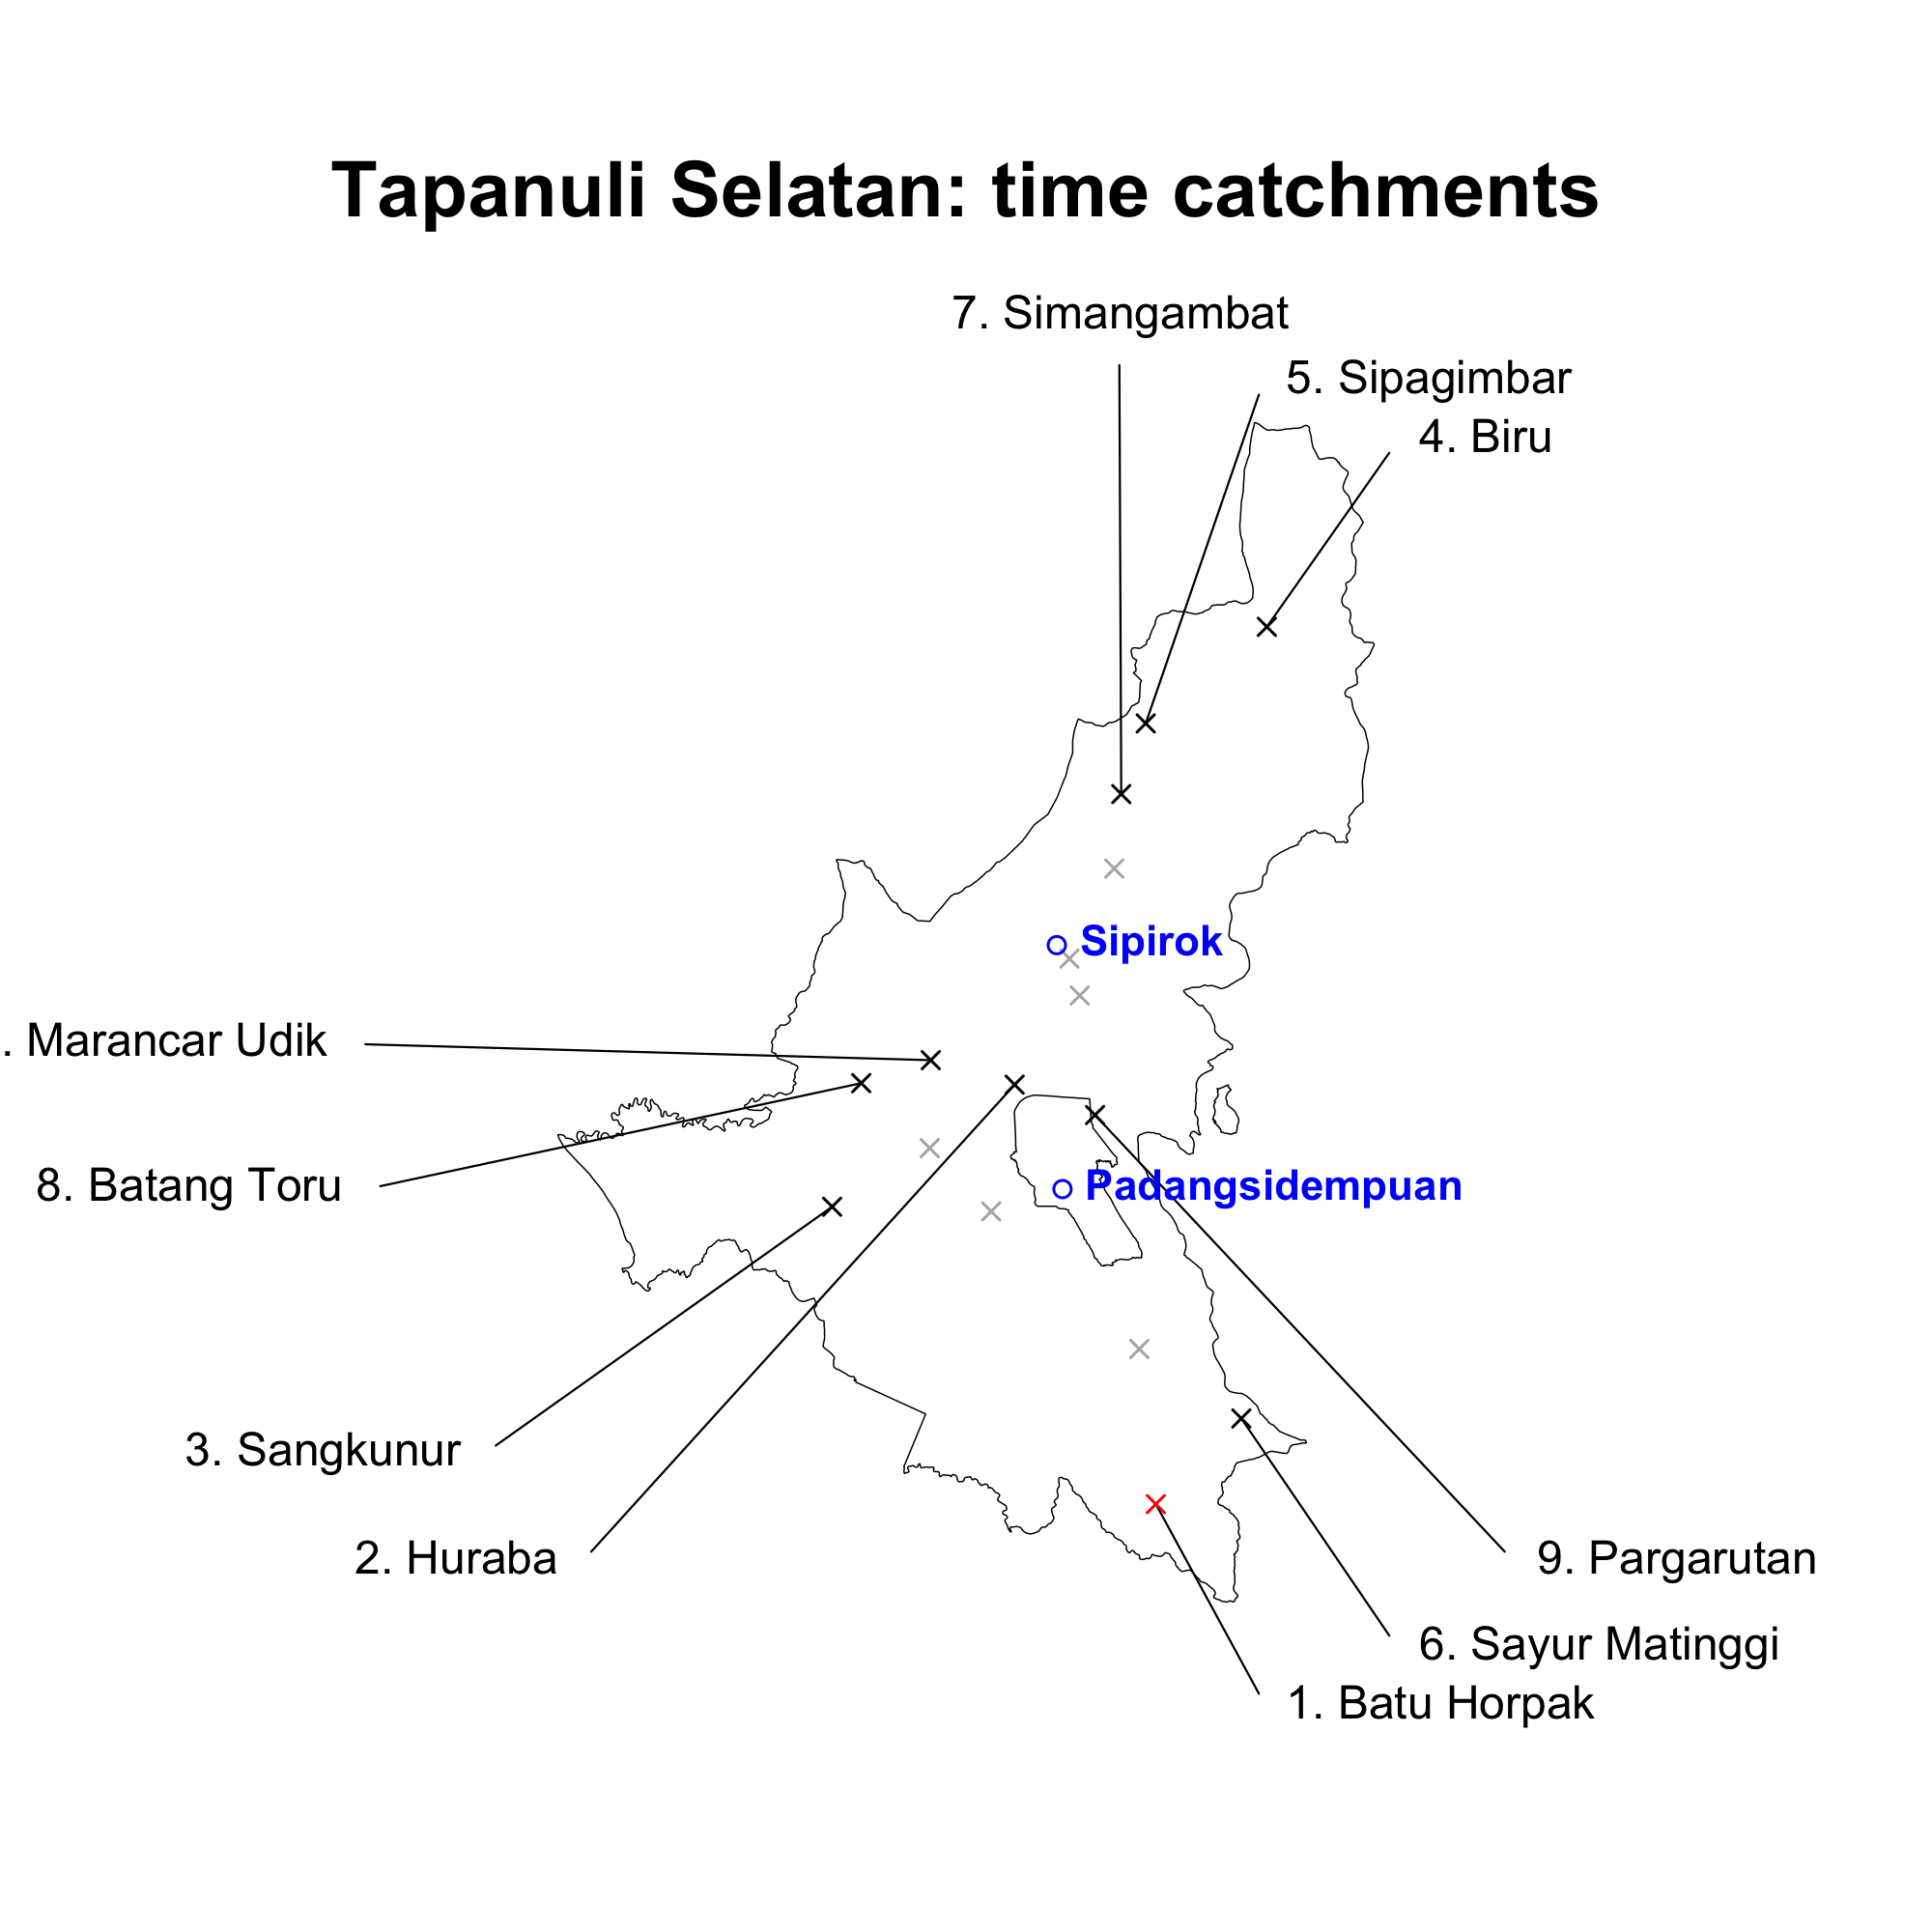 Tapanuli Selatan: time catchments
7. Simangambat
5. Sipagimbar
4. Biru
Sipirok
. Marancar Udik
8. Batang Toru
Padangsidempuan
3. Sangkunur
2. Huraba
9. Pargarutan
6. Sayur Matinggi
1. Batu Horpak